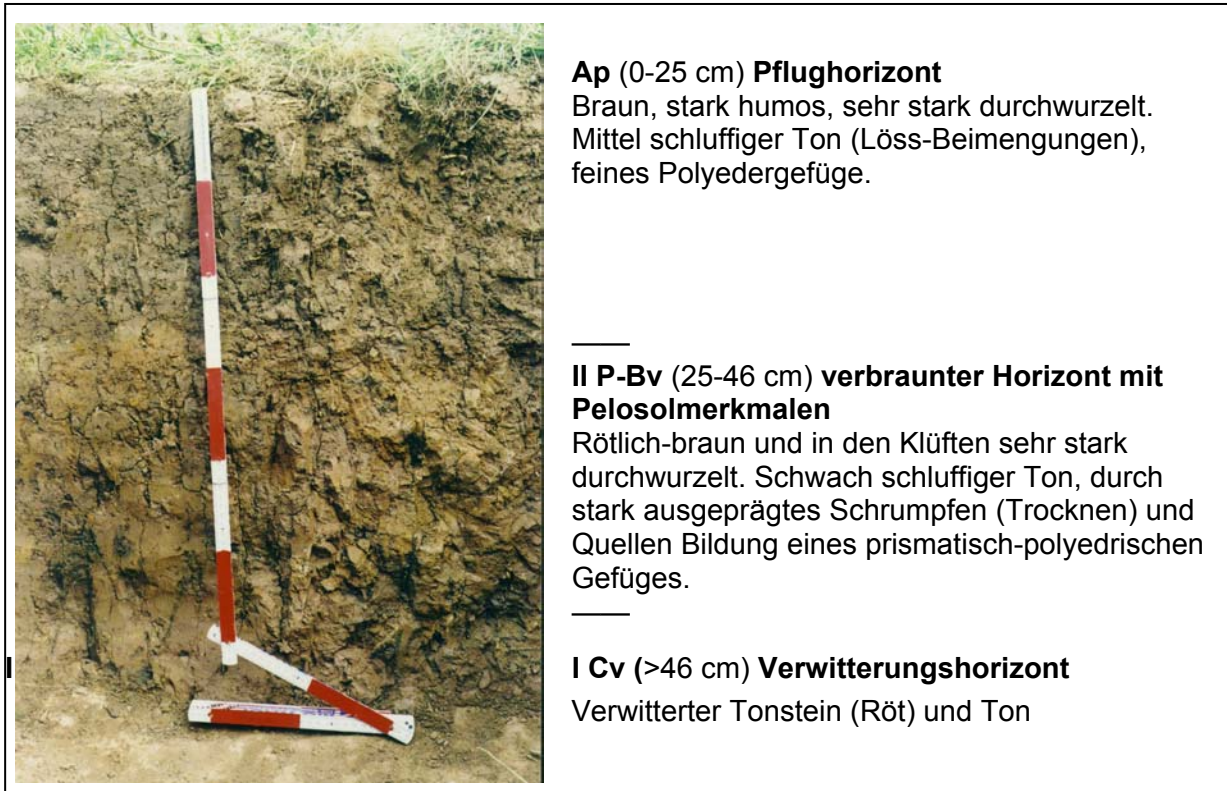 Ap (0-25 cm) Pflughorizont
Braun, stark humos, sehr stark durchwurzelt.
Mittel schluffiger Ton (Löss-Beimengungen),
feines Polyedergefüge.
II P-Bv (25-46 cm) verbraunter Horizont mit
Pelosolmerkmalen
Rötlich-braun und in den Klüften sehr stark
durchwurzelt. Schwach schluffiger Ton, durch
stark ausgeprägtes Schrumpfen (Trocknen) und
Quellen Bildung eines prismatisch-polyedrischen
Gefüges.
I I Cv (>46 cm) Verwitterungshorizont
Verwitterter Tonstein (Röt) und Ton